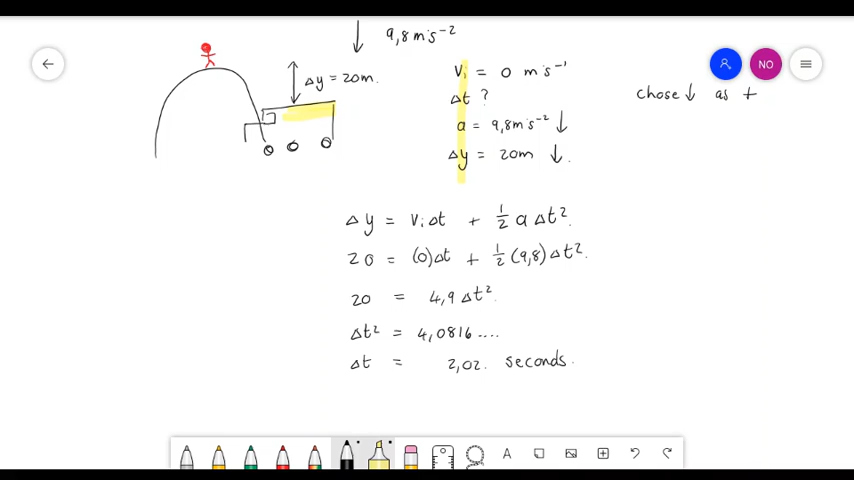 9,8 m·s⁻²
Δy = 20m.
Vᵢ = 0 m·s⁻¹
Δt ?
chose ↓ as +
a = 9,8m·s⁻² ↓
Δy = 20m ↓.
Δy = VᵢΔt + ½ a Δt².
20 = (0)Δt + ½ (9,8) Δt².
20 = 4,9 Δt².
Δt² = 4,0816....
Δt = 2,02. seconds.
NO
A